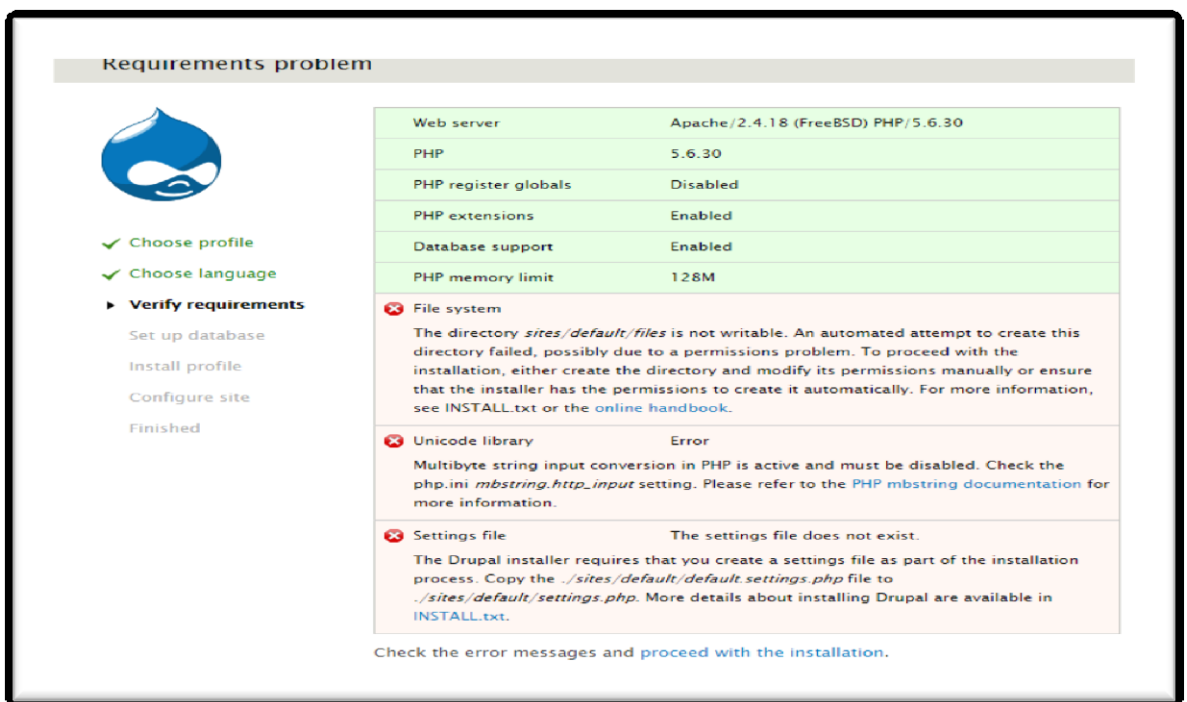 Requirements problem
Choose profile
Choose language
Verify requirements
Set up database
Install profile
Configure site
Finished
Web server Apache/2.4.18 (FreeBSD) PHP/5.6.30
PHP 5.6.30
PHP register globals Disabled
PHP extensions Enabled
Database support Enabled
PHP memory limit 128M
File system
The directory sites/default/files is not writable. An automated attempt to create this
directory failed, possibly due to a permissions problem. To proceed with the
installation, either create the directory and modify its permissions manually or ensure
that the installer has the permissions to create it automatically. For more information,
see INSTALL.txt or the online handbook.
Unicode library Error
Multibyte string input conversion in PHP is active and must be disabled. Check the
php.ini mbstring.http_input setting. Please refer to the PHP mbstring documentation for
more information.
Settings file The settings file does not exist.
The Drupal installer requires that you create a settings file as part of the installation
process. Copy the ./sites/default/default.settings.php file to
./sites/default/settings.php. More details about installing Drupal are available in
INSTALL.txt.
Check the error messages and proceed with the installation.